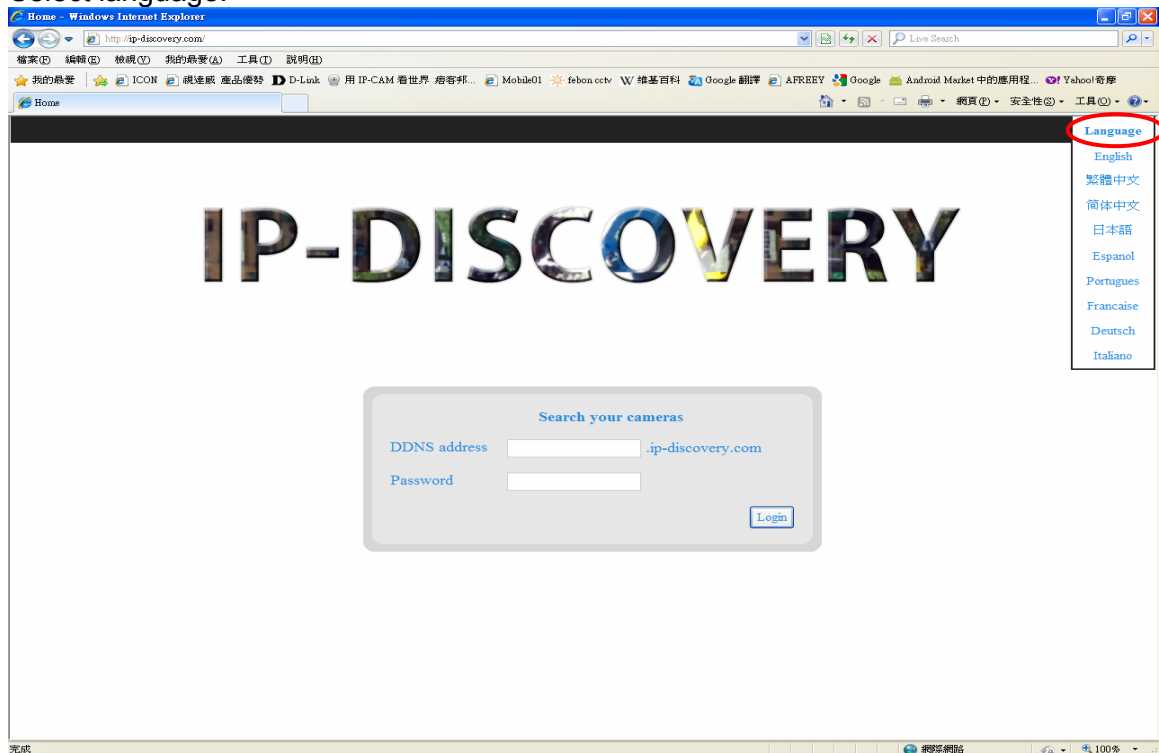 Select language.
Home - Windows Internet Explorer
http://ip-discovery.com/
Live Search
檔案(F) 編輯(E) 檢視(V) 我的最愛(A) 工具(T) 說明(H)
我的最愛 ICON 視達威 產品優勢 D-Link 用 IP-CAM 看世界 痞客邦... Mobile01 febon cctv 维基百科 Google 翻譯 AFREEY Google Android Market 中的應用程... Yahoo!奇摩
Home 網頁(P) 安全性(S) 工具(O)
Language
English
繁體中文
简体中文
日本語
Espanol
Portugues
Francaise
Deutsch
Italiano
IP-DISCOVERY
Search your cameras
DDNS address .ip-discovery.com
Password
Login
完成 網際網路 100%